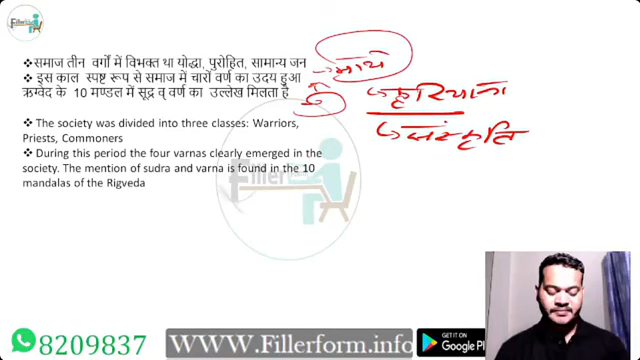 Filler
❖समाज तीन वर्गो में विभक्त था योद्धा, पुरोहित, सामान्य जन
❖ इस काल स्पष्ट रूप से समाज में चारों वर्ण का उदय हुआ
ऋग्वेद के 10 मण्डल में सूद्र व् वर्ण का उल्लेख मिलता है
हरियाणा
संस्कृति
❖ The society was divided into three classes: Warriors,
Priests, Commoners
❖ During this period the four varnas clearly emerged in the
society. The mention of sudra and varna is found in the 10
mandalas of the Rigveda
Filler
8209837
WWW.Fillerform.info
GET IT ON
Google Pl